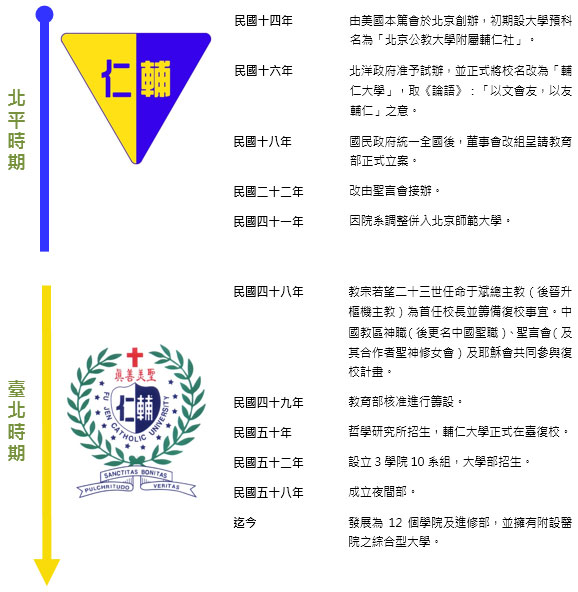 北平時期
仁輔
民國十四年
由美國本篤會於北京創辦，初期設大學預科
名為「北京公教大學附屬輔仁社」。
民國十六年
北洋政府准予試辦，並正式將校名改為「輔
仁大學」，取《論語》：「以文會友，以友
輔仁」之意。
民國十八年
國民政府統一全國後，董事會改組呈請教育
部正式立案。
民國二十二年
改由聖言會接辦。
民國四十一年
因院系調整併入北京師範大學。
臺北時期
眞善美聖
仁輔
FU JEN CATHOLIC UNIVERSITY
SANCTITAS BONITAS
PULCHRITUDO VERITAS
民國四十八年
教宗若望二十三世任命于斌總主教（後晉升
樞機主教）為首任校長並籌備復校事宜。中
國教區神職（後更名中國聖職）、聖言會（及
其合作者聖神修女會）及耶穌會共同參與復
校計畫。
民國四十九年
教育部核准進行籌設。
民國五十年
哲學研究所招生，輔仁大學正式在臺復校。
民國五十二年
設立 3 學院 10 系組，大學部招生。
民國五十八年
成立夜間部。
迄今
發展為 12 個學院及進修部，並擁有附設醫
院之綜合型大學。